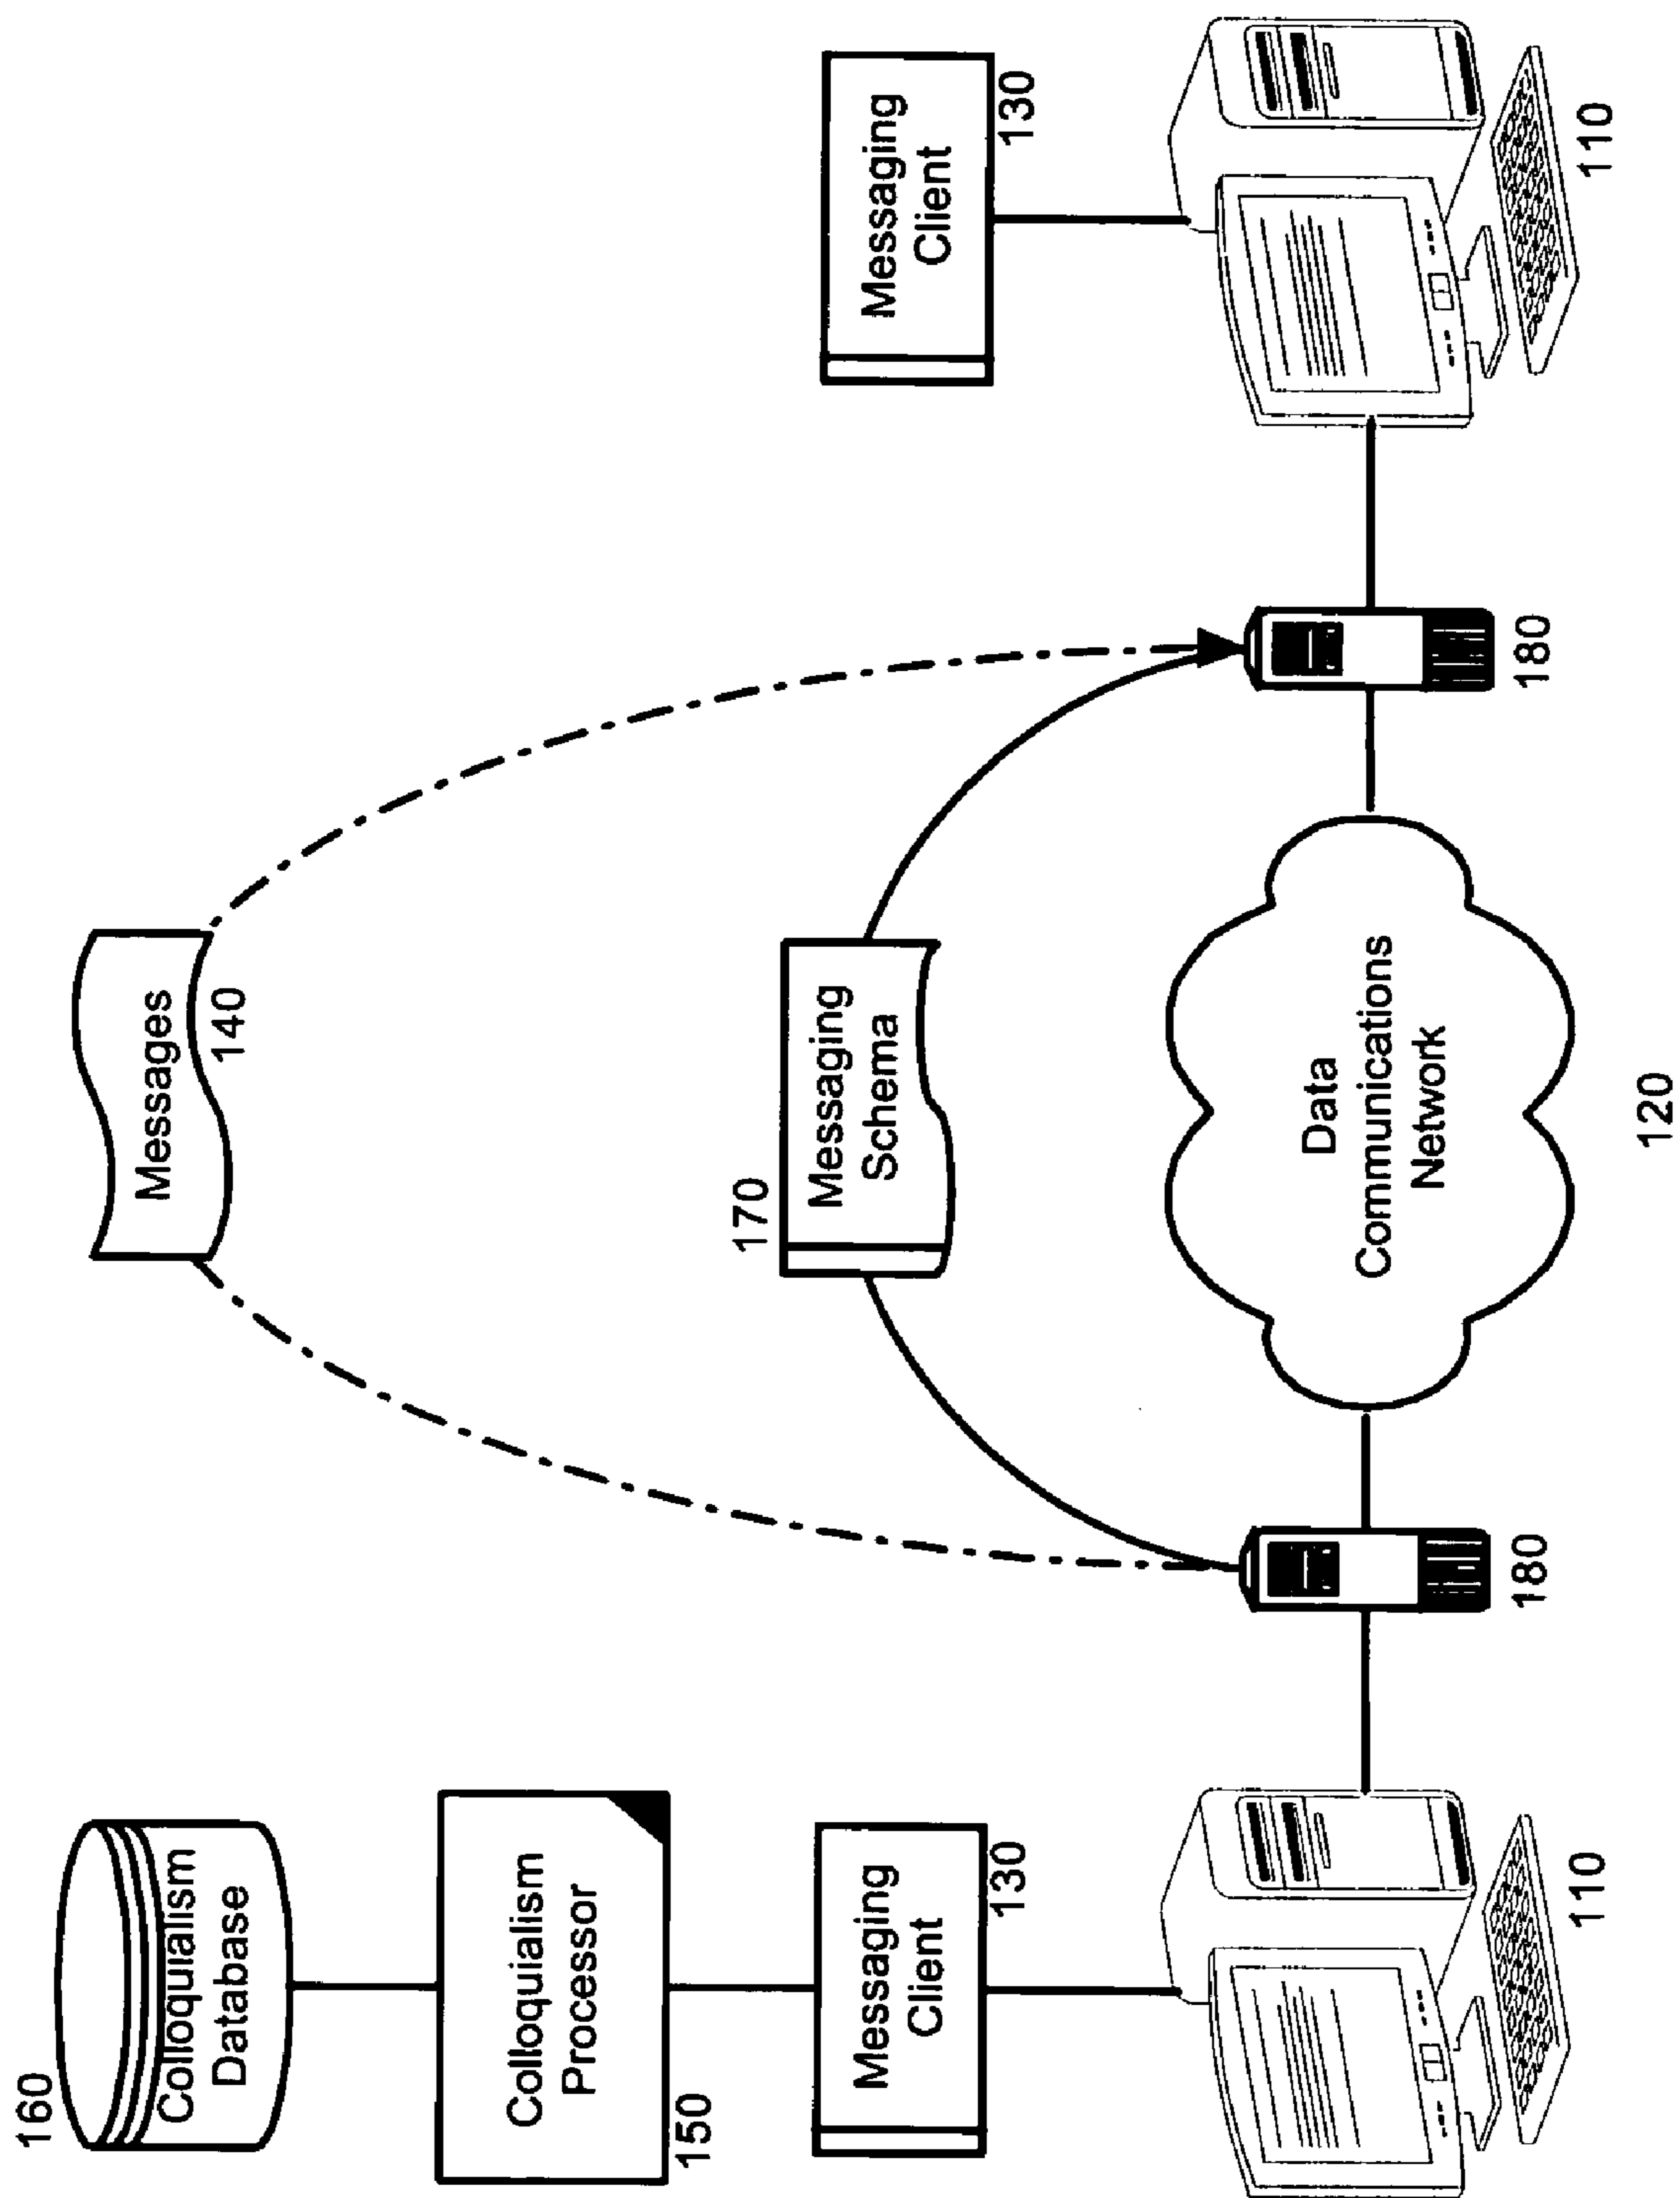 160
Colloquialism
Database
Colloquialism
Processor
150
Messaging
Client
130
110
180
Messages
140
170
Messaging
Schema
Data
Communications
Network
120
180
Messaging
Client
130
110